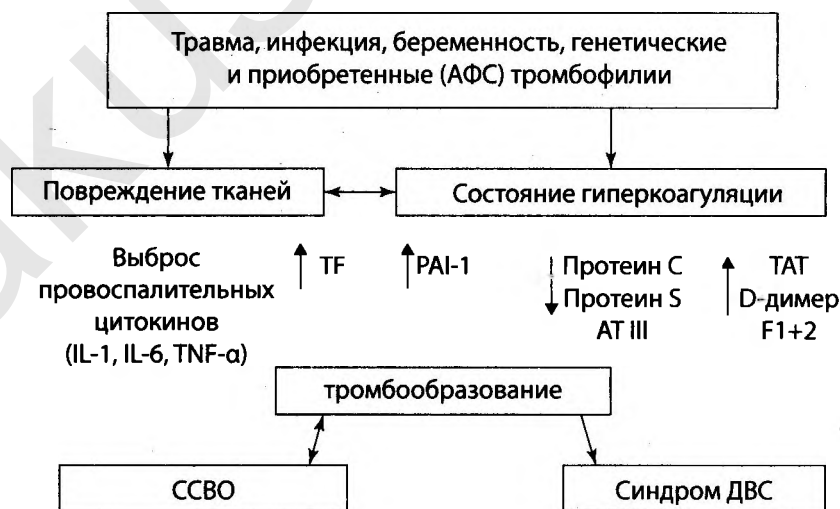 Травма, инфекция, беременность, генетические
и приобретенные (АФС) тромбофилии
Повреждение тканей
Состояние гиперкоагуляции
Выброс
провоспалительных
цитокинов
(IL-1, IL-6, TNF-α)
TF
PAI-1
Протеин С
Протеин S
AT III
TAT
D-димер
F1+2
тромбообразование
ССВО
Синдром ДВС